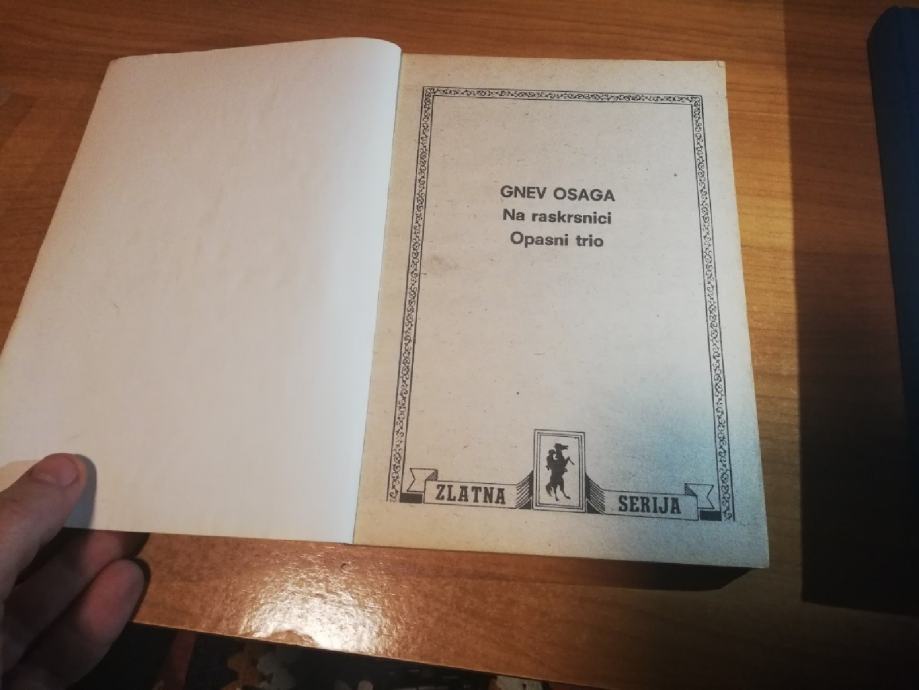 GNEV OSAGA
Na raskrsnici
Opasni trio
ZLATNA SERIJA